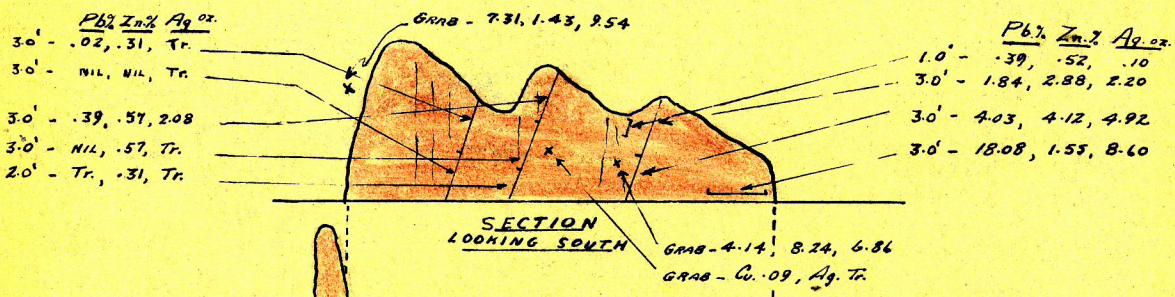 Pb% Zn.% Ag oz.
3.0' - .02, .31, Tr.
3.0' - NIL, NIL, Tr.
3.0' - .39, .57, 2.08
3.0' - NIL, .57, Tr.
2.0' - Tr., .31, Tr.
GRAB - 7.31, 1.43, 9.54
Pb.% Zn.% Ag. oz.
1.0' - .39, .52, .10
3.0' - 1.84, 2.88, 2.20
3.0' - 4.03, 4.12, 4.92
3.0' - 18.08, 1.55, 8.60
SECTION
LOOKING SOUTH
GRAB - 4.14, 8.24, 6.86
GRAB - Cu. .09, Ag. Tr.